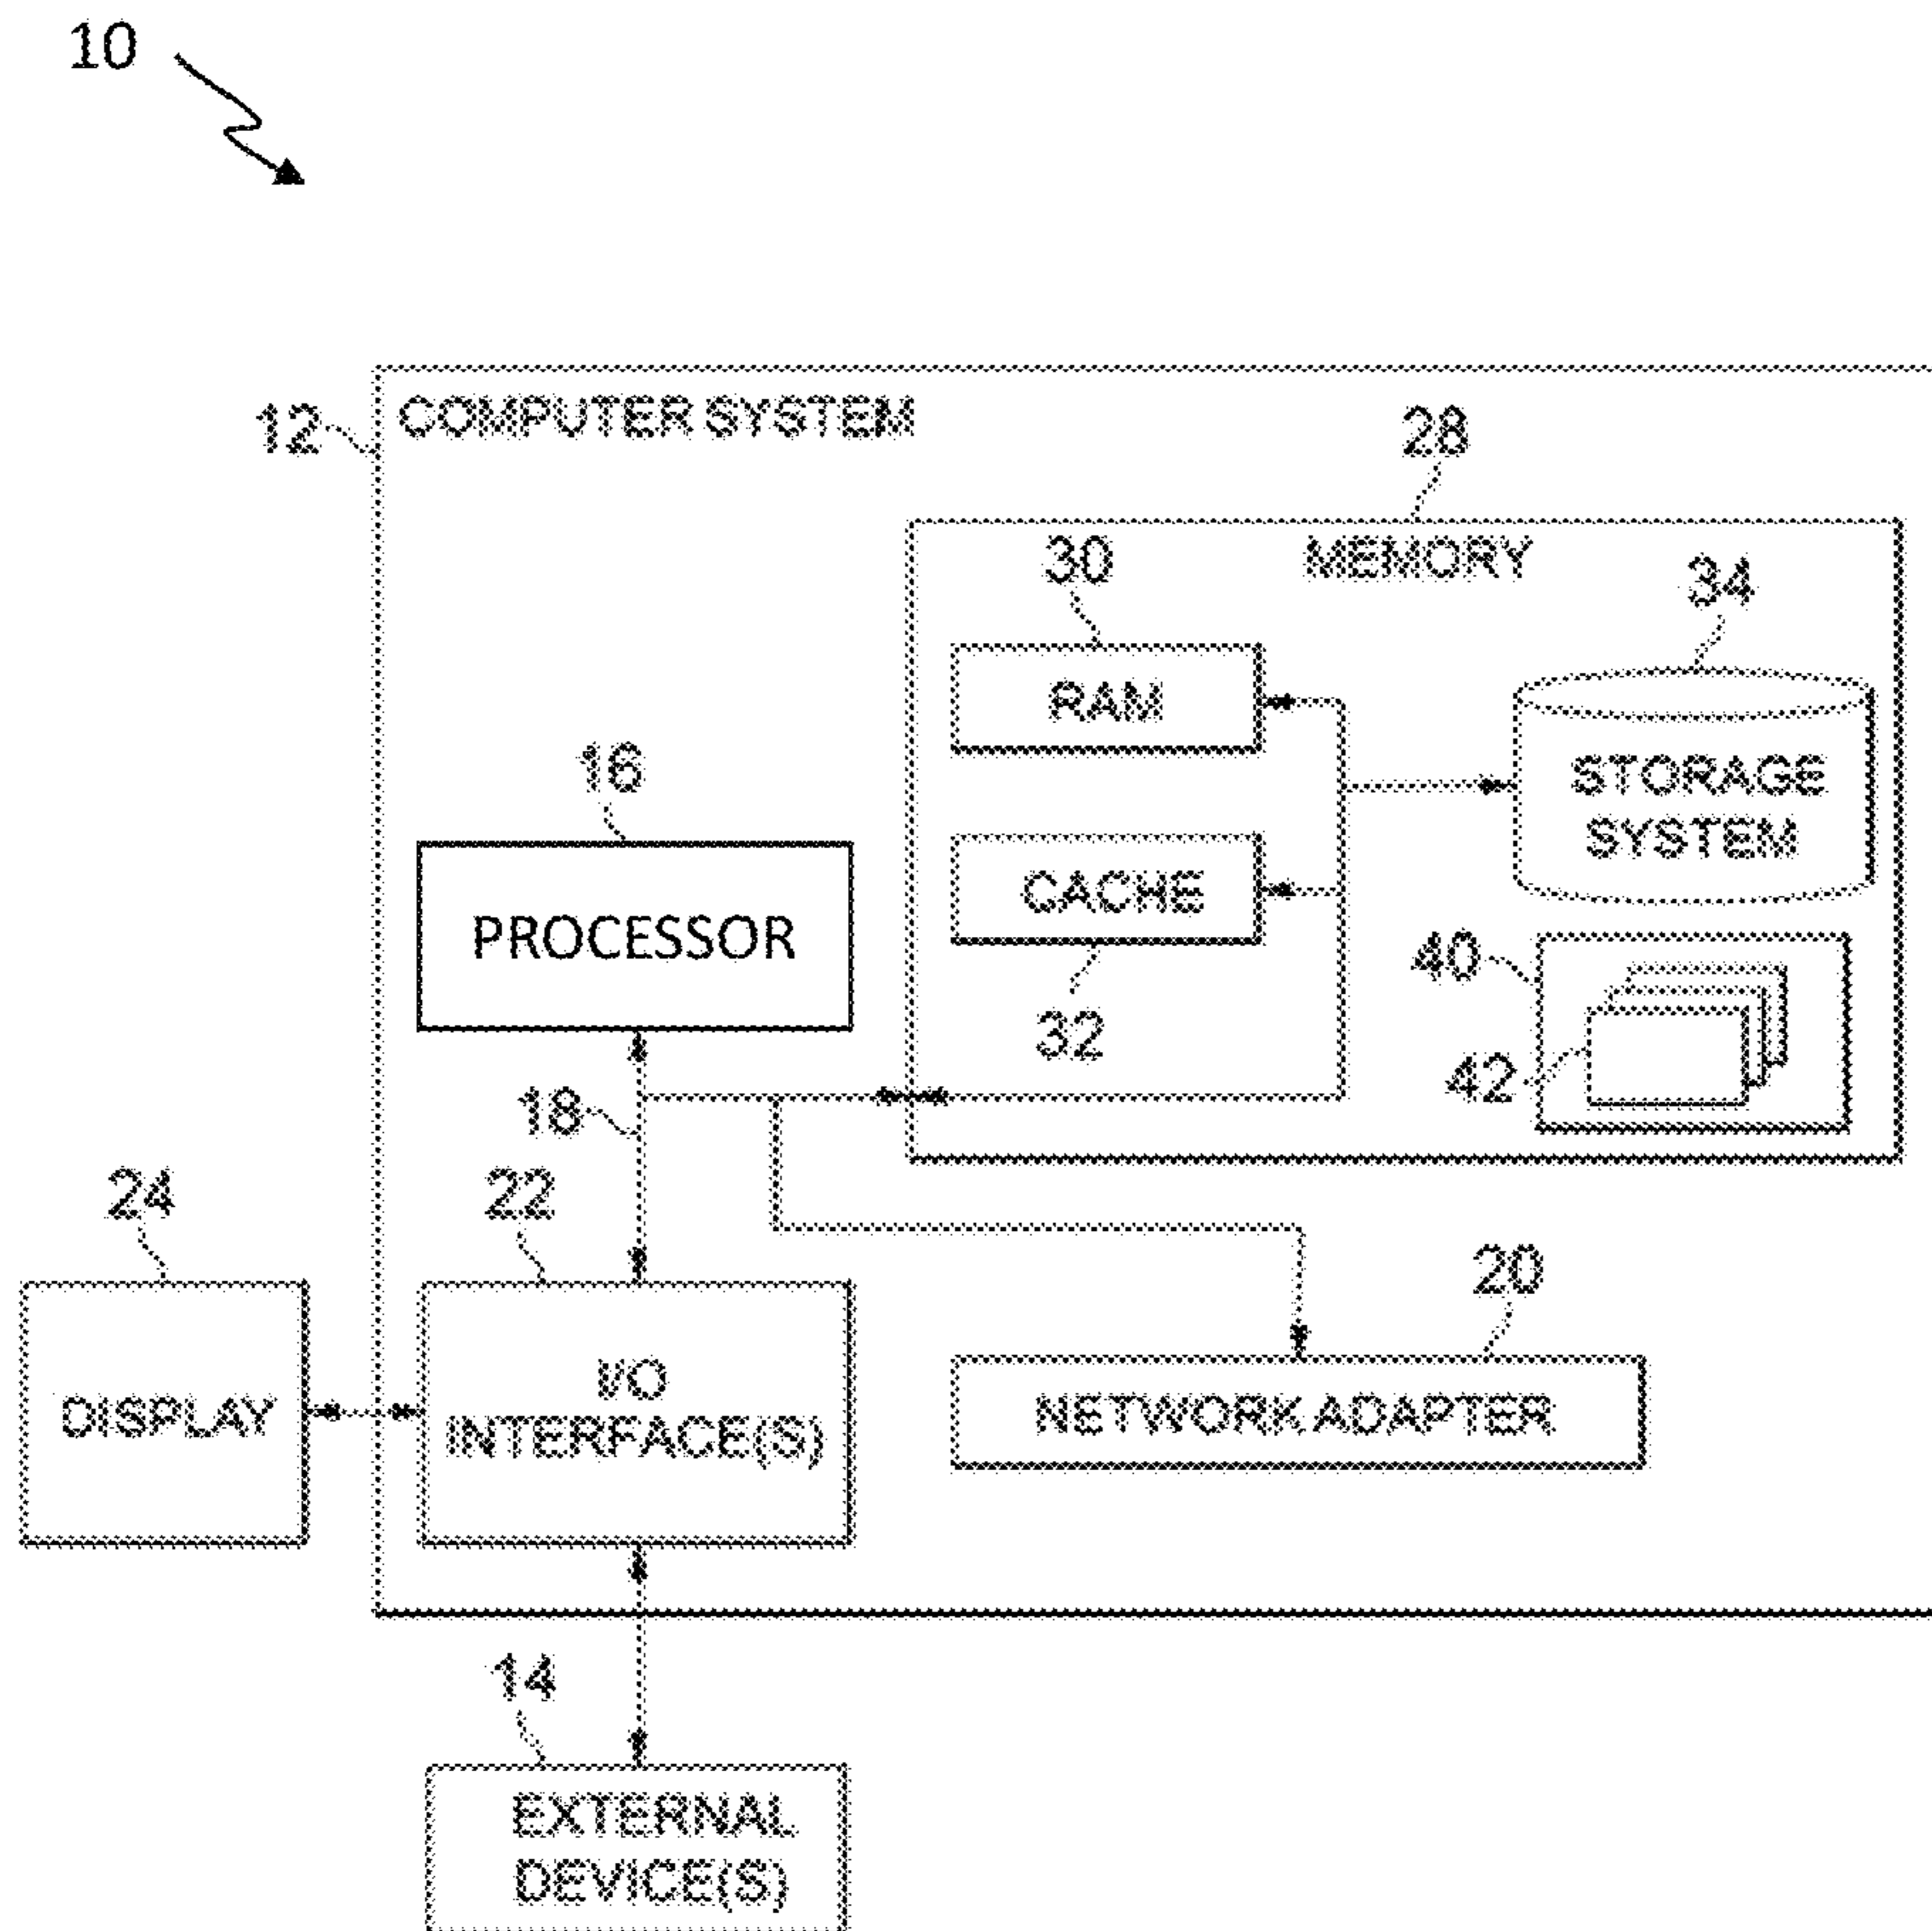 10
12
COMPUTER SYSTEM
28
MEMORY
30
34
RAM
16
STORAGE
SYSTEM
CACHE
PROCESSOR
40
32
42
18
24
22
20
DISPLAY
I/O
INTERFACE(S)
NETWORK ADAPTER
14
EXTERNAL
DEVICE(S)